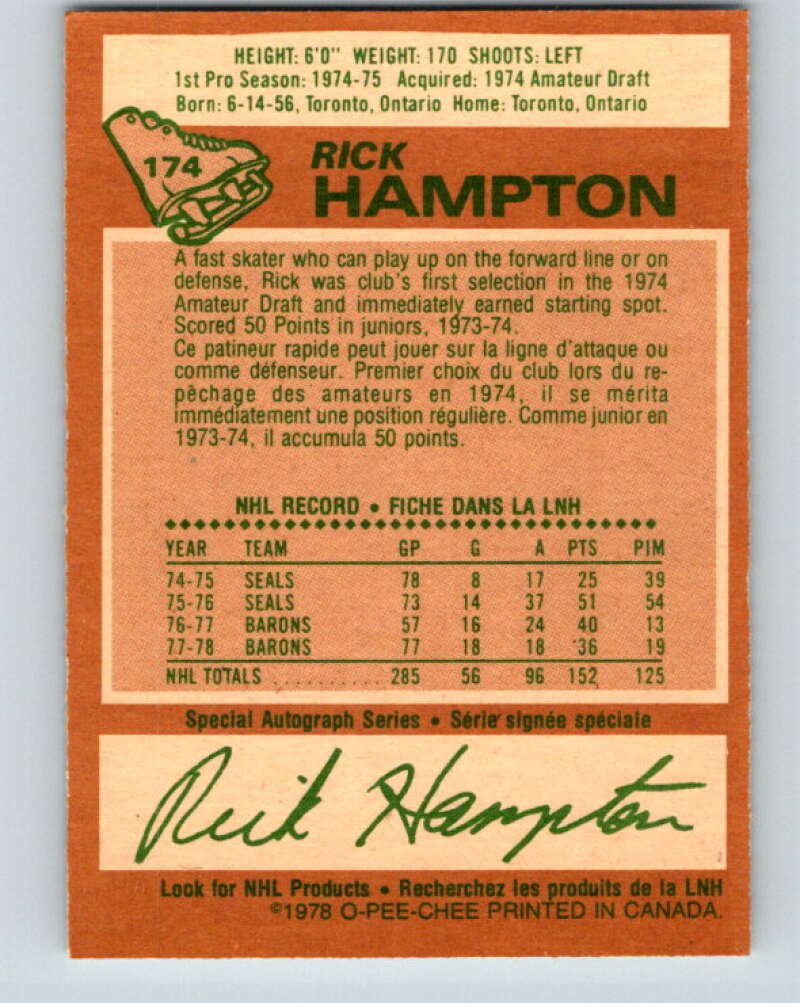 HEIGHT: 6'0" WEIGHT: 170 SHOOTS: LEFT
1st Pro Season: 1974-75 Acquired: 1974 Amateur Draft
Born: 6-14-56, Toronto, Ontario Home: Toronto, Ontario
174
RICK
HAMPTON
A fast skater who can play up on the forward line or on
defense, Rick was club's first selection in the 1974
Amateur Draft and immediately earned starting spot.
Scored 50 Points in juniors, 1973-74.
Ce patineur rapide peut jouer sur la ligne d'attaque ou
comme défenseur. Premier choix du club lors du re-
pêchage des amateurs en 1974, il se mérita
immédiatement une position régulière. Comme junior en
1973-74, il accumula 50 points.
NHL RECORD • FICHE DANS LA LNH
YEAR TEAM GP G A PTS PIM
74-75 SEALS 78 8 17 25 39
75-76 SEALS 73 14 37 51 54
76-77 BARONS 57 16 24 40 13
77-78 BARONS 77 18 18 36 19
NHL TOTALS .......... 285 56 96 152 125
Special Autograph Series • Série signée spéciale
Rick Hampton
Look for NHL Products • Recherchez les produits de la LNH
©1978 O-PEE-CHEE PRINTED IN CANADA.